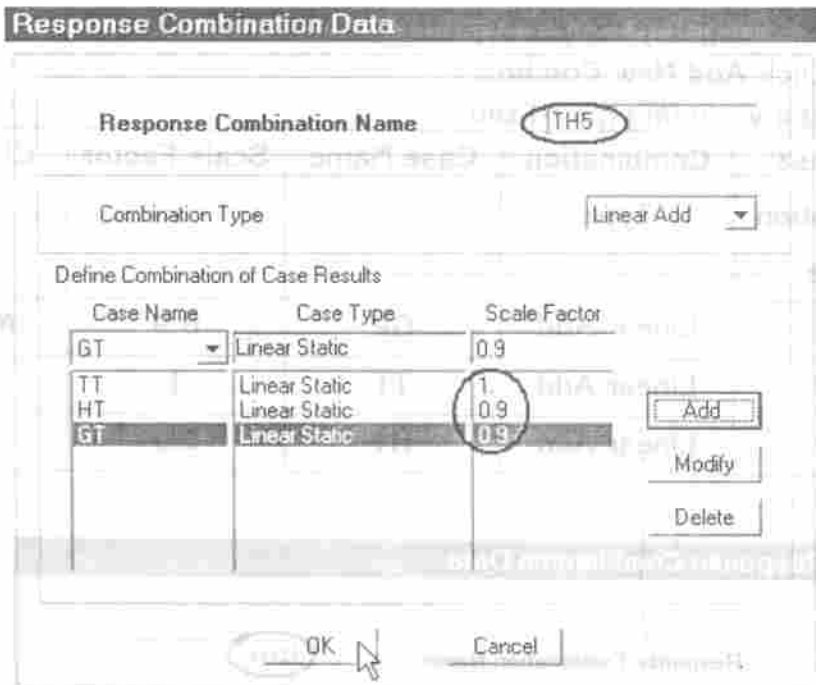 Response Combination Data
Response Combination Name TH5
Combination Type Linear Add
Define Combination of Case Results
Case Name Case Type Scale Factor
GT Linear Static 0.9
TT Linear Static 1.
HT Linear Static 0.9
GT Linear Static 0.9
Add
Modify
Delete
OK Cancel